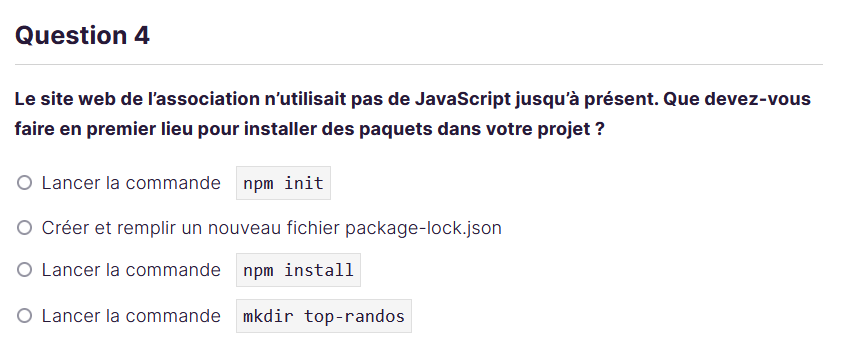 Question 4
Le site web de l’association n’utilisait pas de JavaScript jusqu’à présent. Que devez-vous
faire en premier lieu pour installer des paquets dans votre projet ?
Lancer la commande npm init
Créer et remplir un nouveau fichier package-lock.json
Lancer la commande npm install
Lancer la commande mkdir top-randos